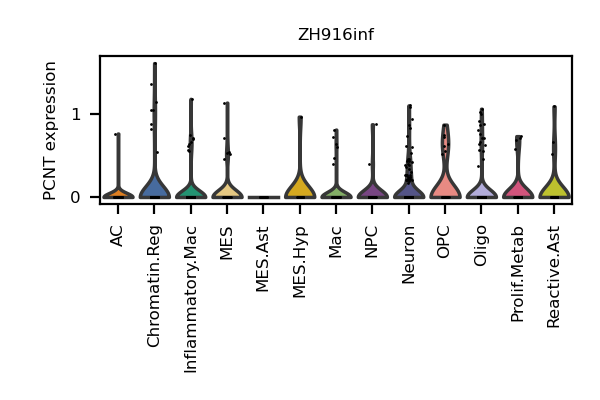 ZH916inf
PCNT expression
1
0
AC
Chromatin.Reg
Inflammatory.Mac
MES
MES.Ast
MES.Hyp
Mac
NPC
Neuron
OPC
Oligo
Prolif.Metab
Reactive.Ast